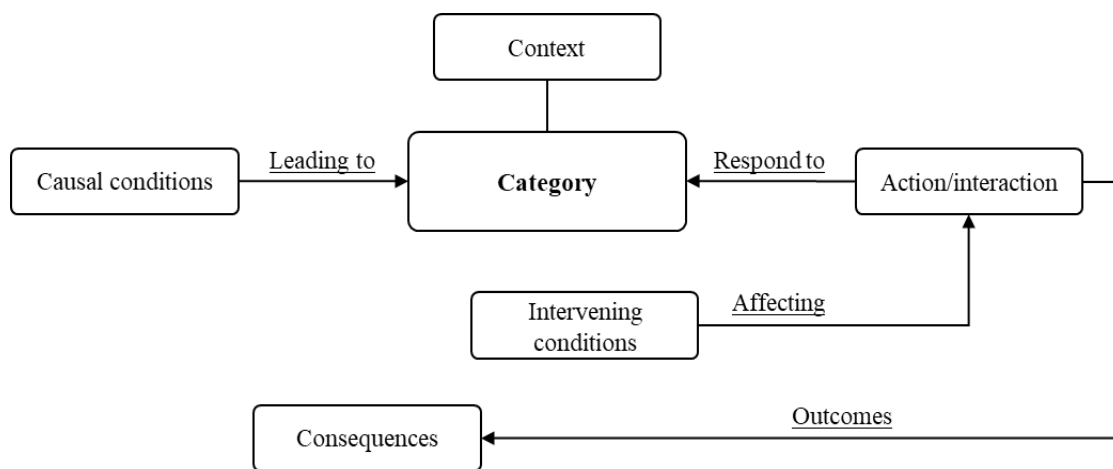 Context
Causal conditions
Leading to
Category
Respond to
Action/interaction
Intervening
conditions
Affecting
Consequences
Outcomes